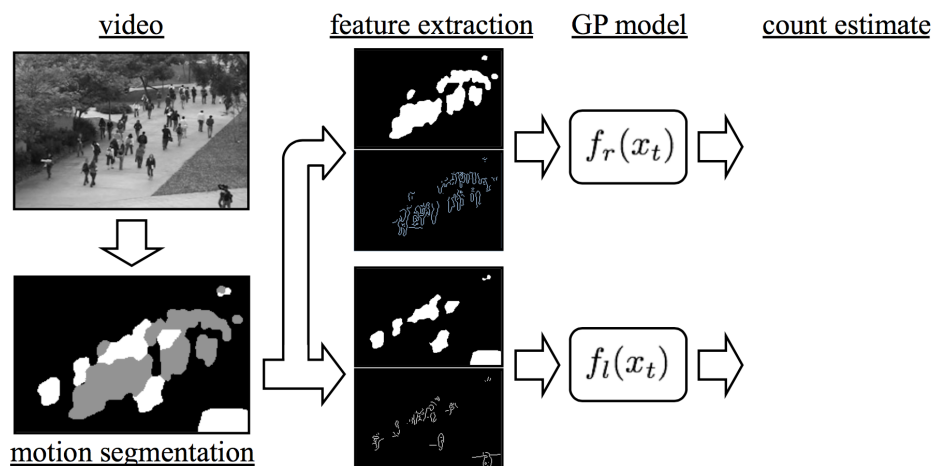 video
feature extraction
GP model
count estimate
f_r(x_t)
f_l(x_t)
motion segmentation